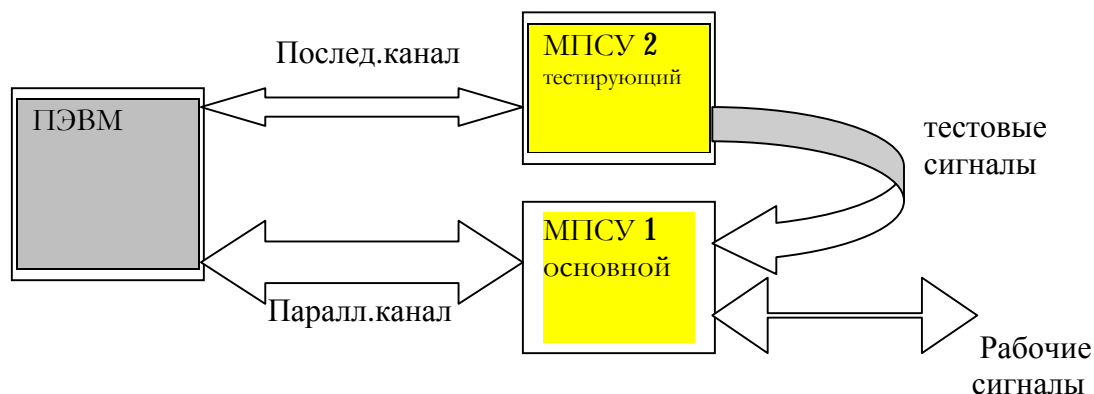 Послед.канал
МПСУ 2
тестирующий
ПЭВМ
тестовые
сигналы
МПСУ 1
основной
Паралл.канал
Рабочие
сигналы